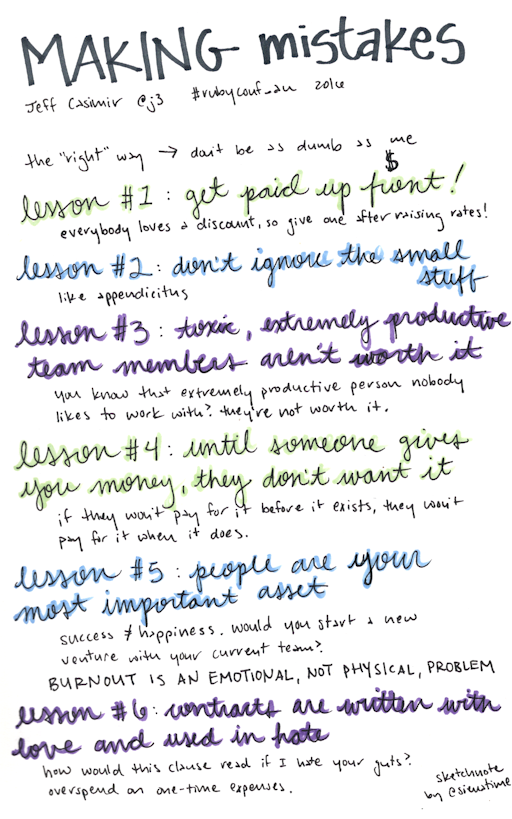 MAKING mistakes
Jeff Casimir @j3 #rubyconf_au 2016
the "right" way → don't be as dumb as me
$
lesson #1: get paid up front!
everybody loves a discount, so give one after raising rates!
lesson #2: don't ignore the small
stuff
like appendicitus
lesson #3: toxic, extremely productive
team members aren't worth it
you know that extremely productive person nobody
likes to work with? they're not worth it.
lesson #4: until someone gives
you money, they don't want it
if they won't pay for it before it exists, they won't
pay for it when it does.
lesson #5: people are your
most important asset
success ≠ happiness. would you start a new
venture with your current team?
BURNOUT IS AN EMOTIONAL, NOT PHYSICAL, PROBLEM
lesson #6: contracts are written with
love and used in hate
how would this clause read if I hate your guts?
overspend on one-time expenses.
sketchnote
by @siewtime